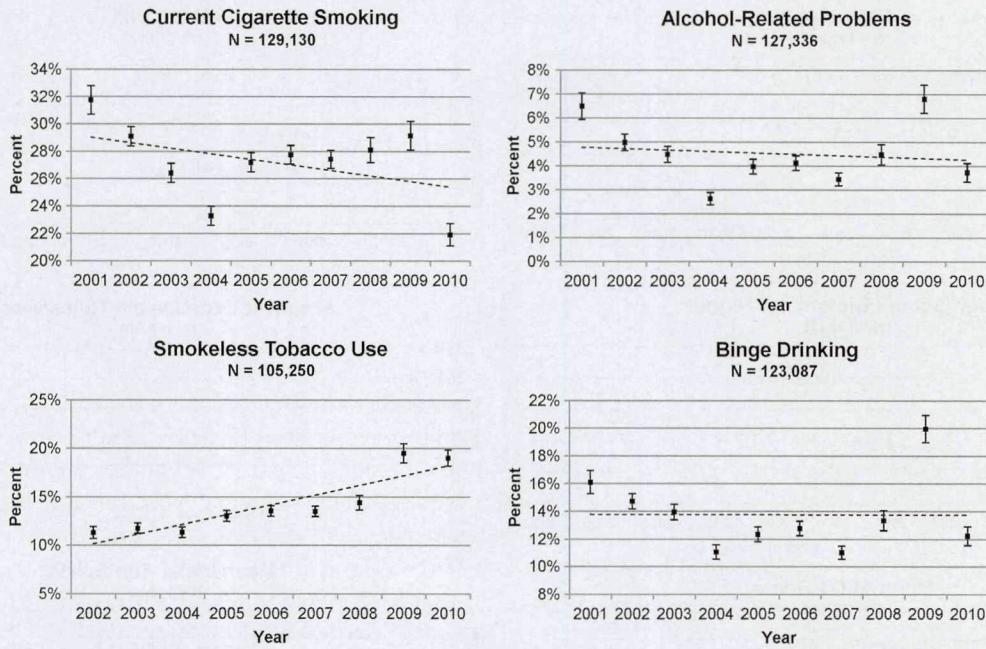 Current Cigarette Smoking
N = 129,130
34%
32%
30%
28%
26%
24%
22%
20%
Percent
2001 2002 2003 2004 2005 2006 2007 2008 2009 2010
Year
Alcohol-Related Problems
N = 127,336
8%
7%
6%
5%
4%
3%
2%
1%
0%
Percent
2001 2002 2003 2004 2005 2006 2007 2008 2009 2010
Year
Smokeless Tobacco Use
N = 105,250
25%
20%
15%
10%
5%
Percent
2002 2003 2004 2005 2006 2007 2008 2009 2010
Year
Binge Drinking
N = 123,087
22%
20%
18%
16%
14%
12%
10%
8%
Percent
2001 2002 2003 2004 2005 2006 2007 2008 2009 2010
Year